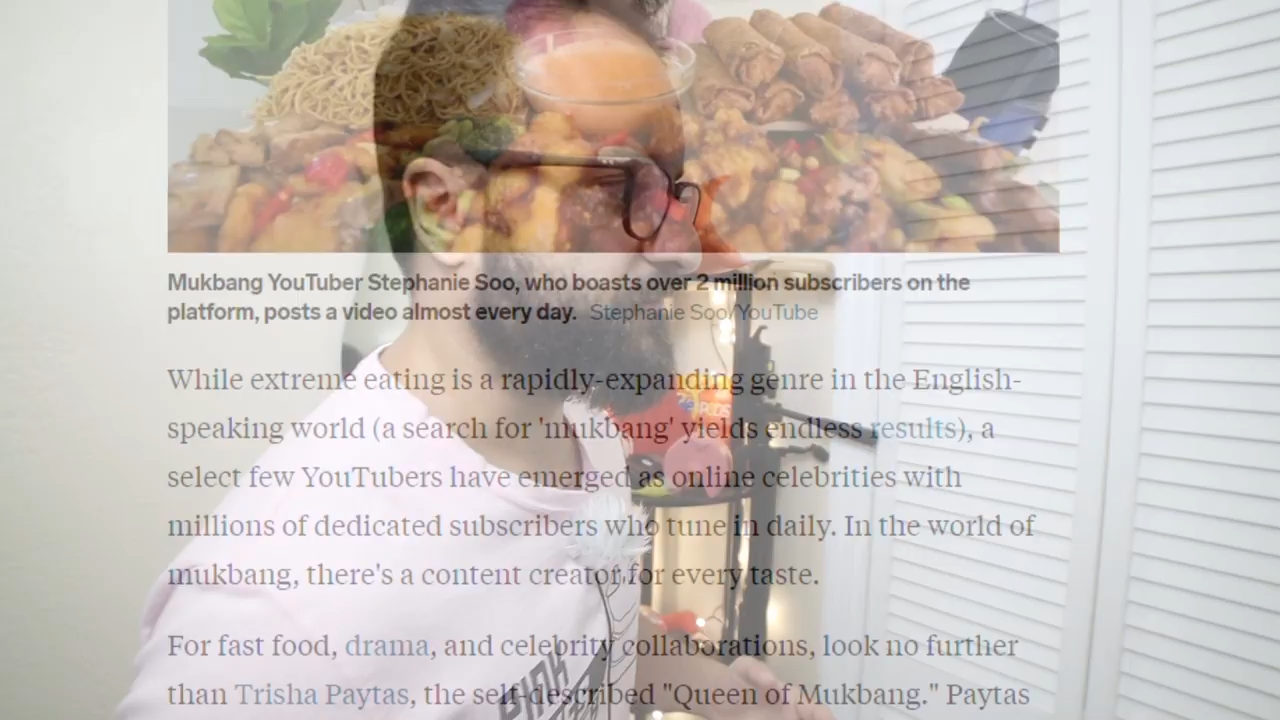 Mukbang YouTuber Stephanie Soo, who boasts over 2 million subscribers on the
platform, posts a video almost every day. Stephanie Soo/YouTube
While extreme eating is a rapidly-expanding genre in the English-
speaking world (a search for 'mukbang' yields endless results), a
select few YouTubers have emerged as online celebrities with
millions of dedicated subscribers who tune in daily. In the world of
mukbang, there's a content creator for every taste.
For fast food, drama, and celebrity collaborations, look no further
than Trisha Paytas, the self-described "Queen of Mukbang." Paytas
PINK